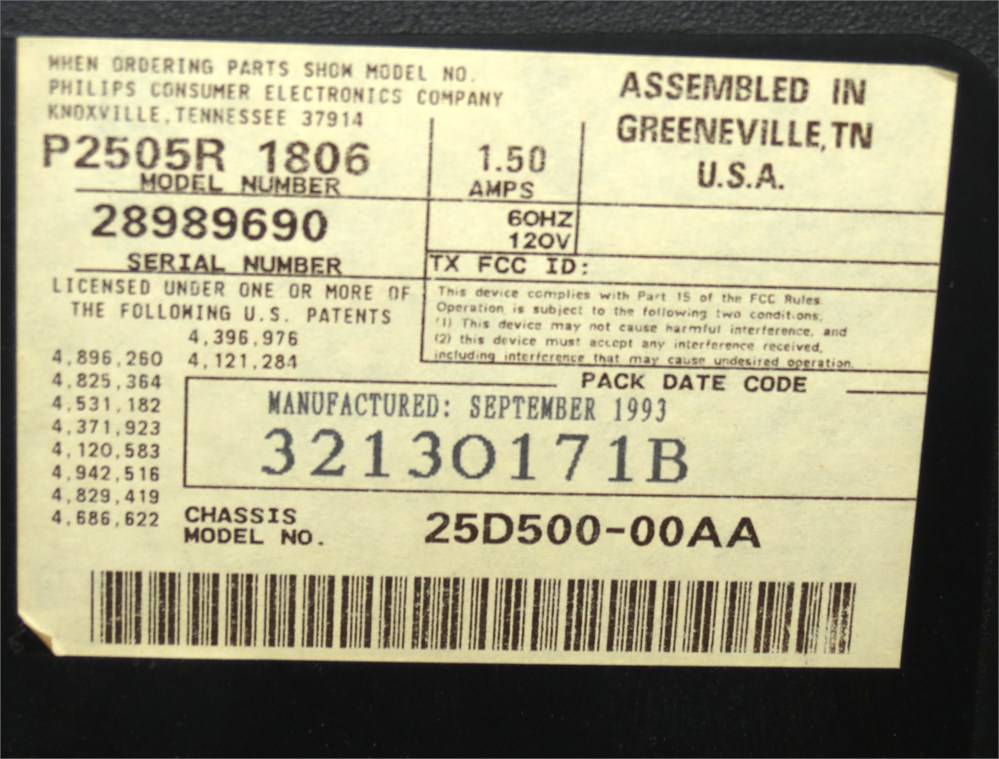 WHEN ORDERING PARTS SHOW MODEL NO.
PHILIPS CONSUMER ELECTRONICS COMPANY
KNOXVILLE, TENNESSEE 37914
P2505R 1806
MODEL NUMBER
28989690
SERIAL NUMBER
1.50
AMPS
60HZ
120V
ASSEMBLED IN
GREENEVILLE, TN
U.S.A.
TX FCC ID:
This device complies with Part 15 of the FCC Rules
Operation is subject to the following two conditions;
(1) This device may not cause harmful interference, and
(2) this device must accept any interference received,
including interference that may cause undesired operation.
LICENSED UNDER ONE OR MORE OF
THE FOLLOWING U.S. PATENTS
4,396,976
4,896,260 4,121,284
4,825,364
4,531,182
4,371,923
4,120,583
4,942,516
4,829,419
4,686,622
PACK DATE CODE
MANUFACTURED: SEPTEMBER 1993
32130171B
CHASSIS
MODEL NO.
25D500-00AA